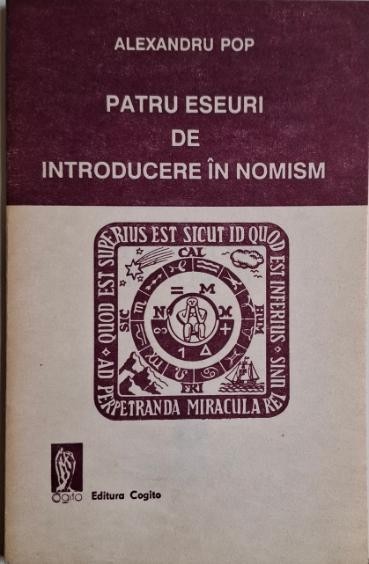 ALEXANDRU POP
PATRU ESEURI
DE
INTRODUCERE ÎN NOMISM
QUOD EST SUPERIUS EST SICUT ID QUOD EST INFERIUS
AD PERPETRANDA MIRACULA REI UNIUS
CAL
SIC
HUM
FRI
= M
N
+
1 Δ
Cogito
Editura Cogito